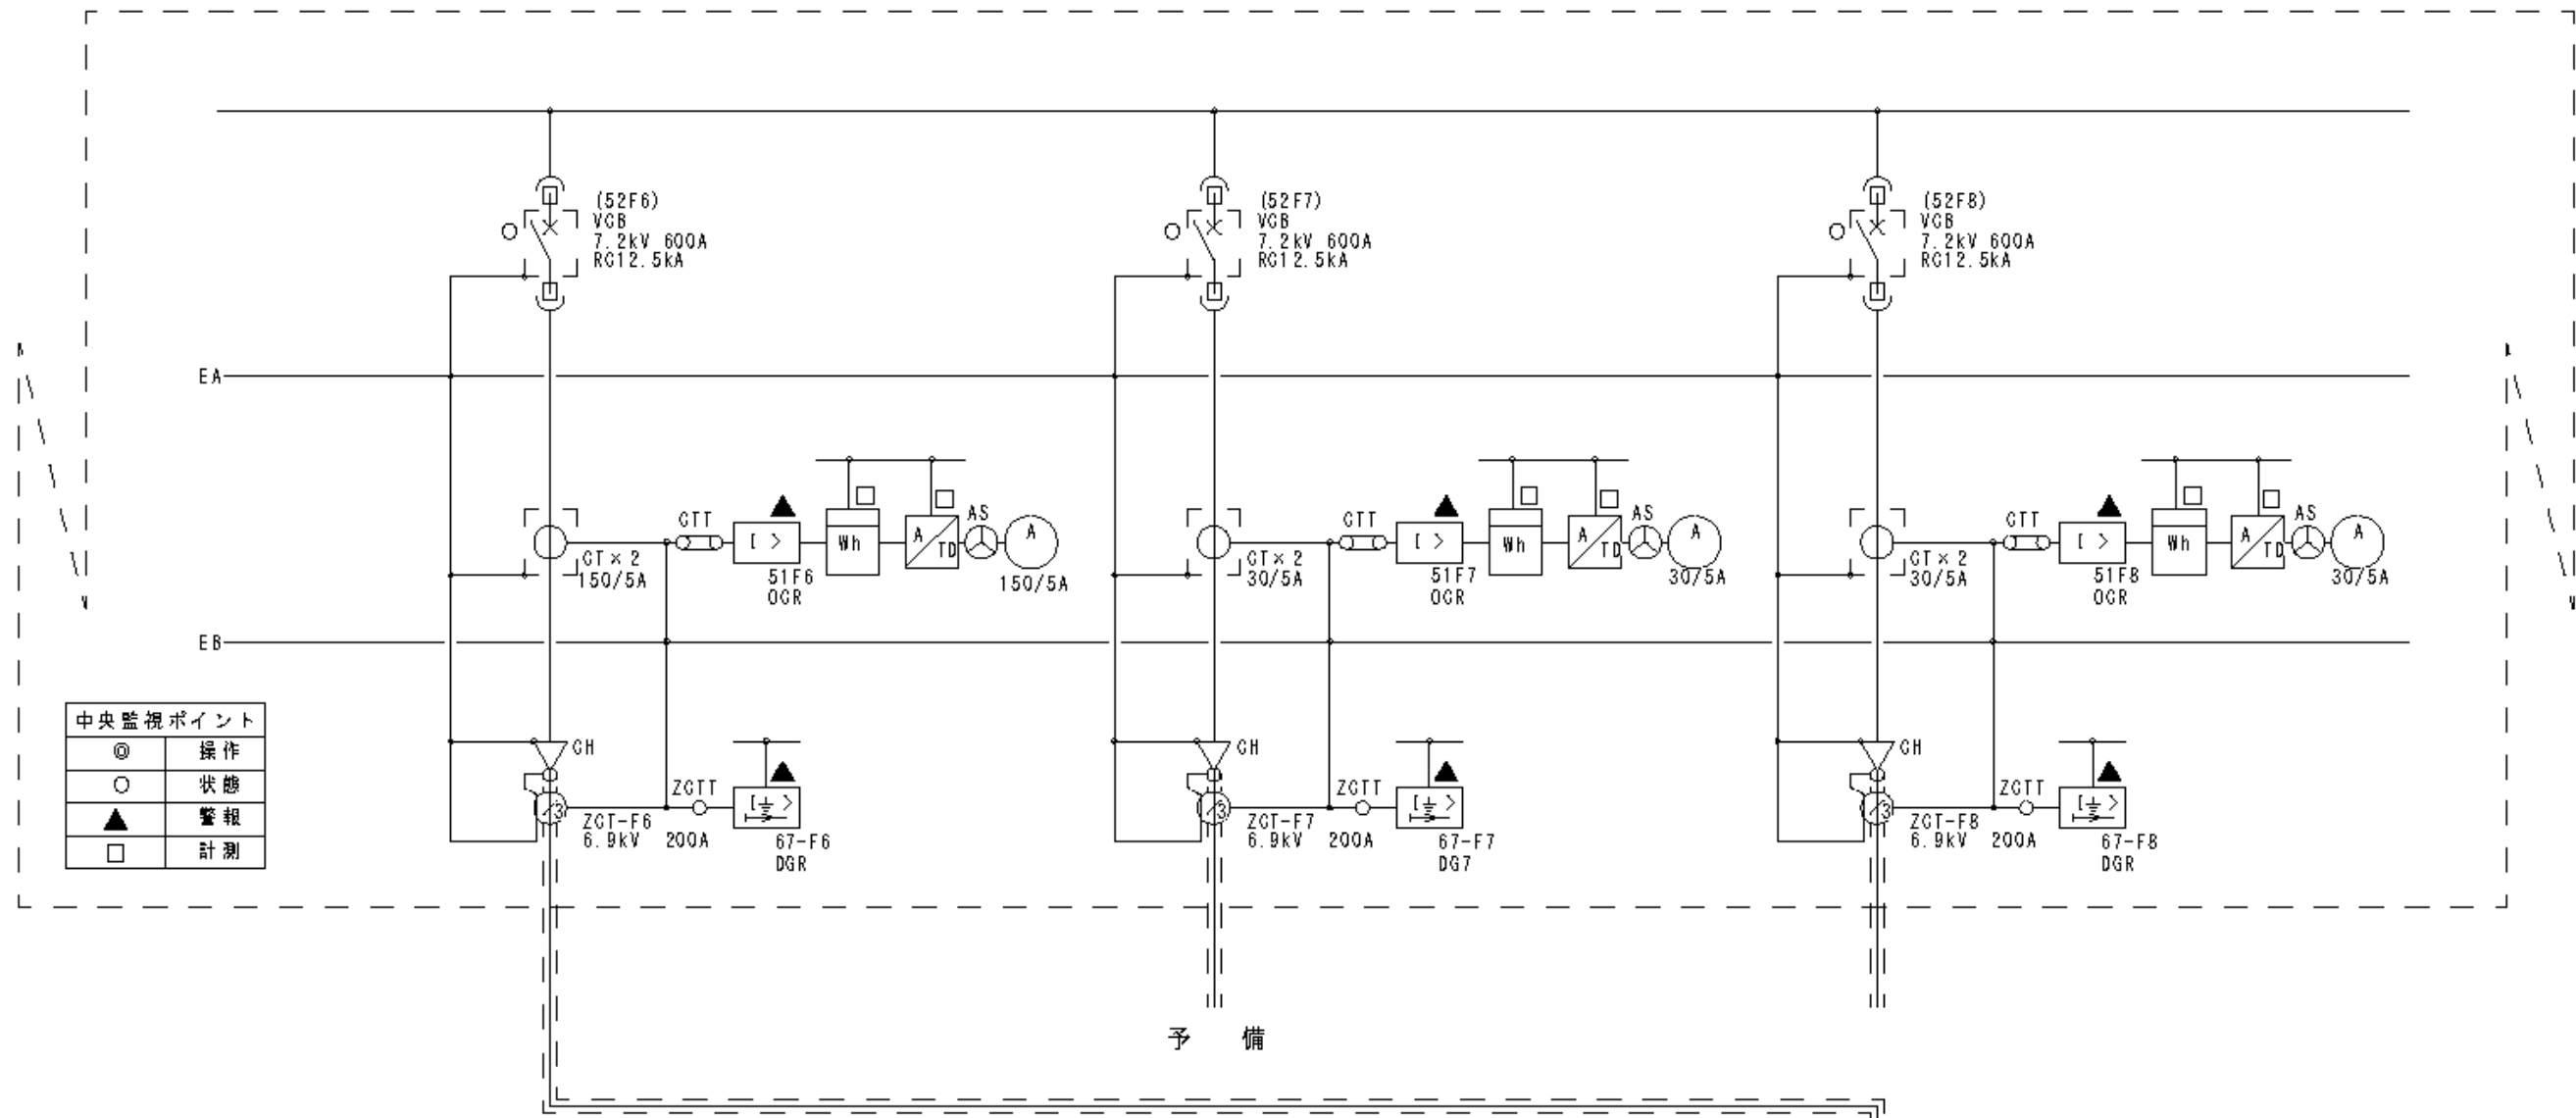 (52F6)
VCB
7.2kV 600A
RC12.5kA
(52F7)
VCB
7.2kV 600A
RC12.5kA
(52F8)
VCB
7.2kV 600A
RC12.5kA
EA
CTT
I >
51F6
OCR
Wh
A
TD
AS
A
150/5A
CT×2
150/5A
CTT
I >
51F7
OCR
Wh
A
TD
AS
A
30/5A
CT×2
30/5A
CTT
I >
51F8
OCR
Wh
A
TD
AS
A
30/5A
CT×2
30/5A
EB
中央監視ポイント
◎ 操作
○ 状態
▲ 警報
□ 計測
CH
3
ZCT-F6
6.9kV 200A
ZCTT
I >
67-F6
DGR
CH
3
ZCT-F7
6.9kV 200A
ZCTT
I >
67-F7
DG7
CH
3
ZCT-F8
6.9kV 200A
ZCTT
I >
67-F8
DGR
予 備